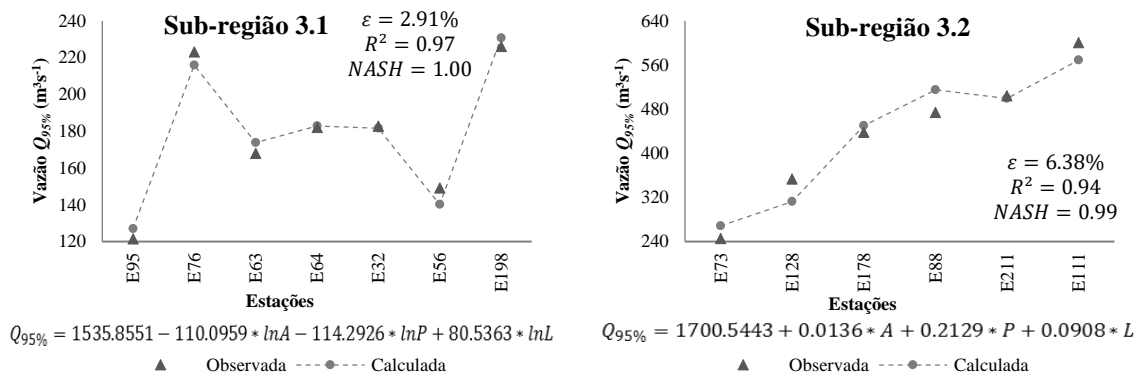 Sub-região 3.1
ε = 2.91%
R² = 0.97
NASH = 1.00
Vazão Q95% (m³s⁻¹)
240
220
200
180
160
140
120
E95
E76
E63
E64
E32
E56
E198
Estações
Q95% = 1535.8551 − 110.0959 * lnA − 114.2926 * lnP + 80.5363 * lnL
Observada
Calculada
Sub-região 3.2
ε = 6.38%
R² = 0.94
NASH = 0.99
Vazão Q95% (m³s⁻¹)
640
560
480
400
320
240
E73
E128
E178
E88
E211
E111
Estações
Q95% = 1700.5443 + 0.0136 * A + 0.2129 * P + 0.0908 * L
Observada
Calculada